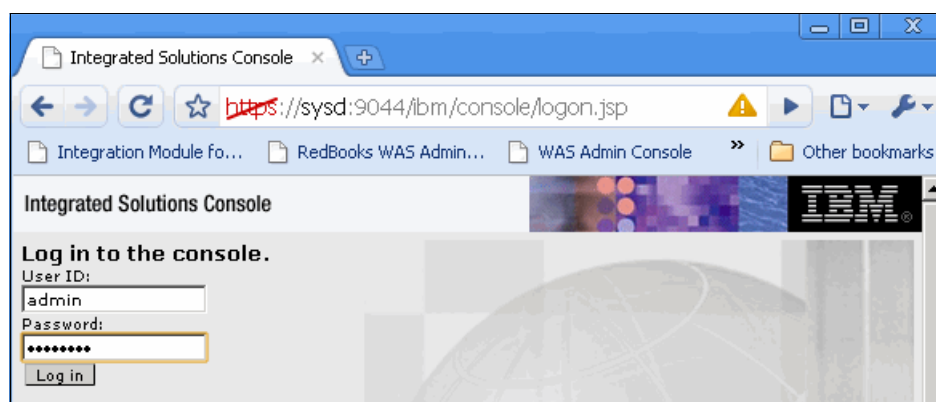 Integrated Solutions Console
https://sysd:9044/ibm/console/logon.jsp
Integration Module fo... RedBooks WAS Admin... WAS Admin Console » Other bookmarks
Integrated Solutions Console IBM®
Log in to the console.
User ID:
admin
Password:
••••••••
Log in